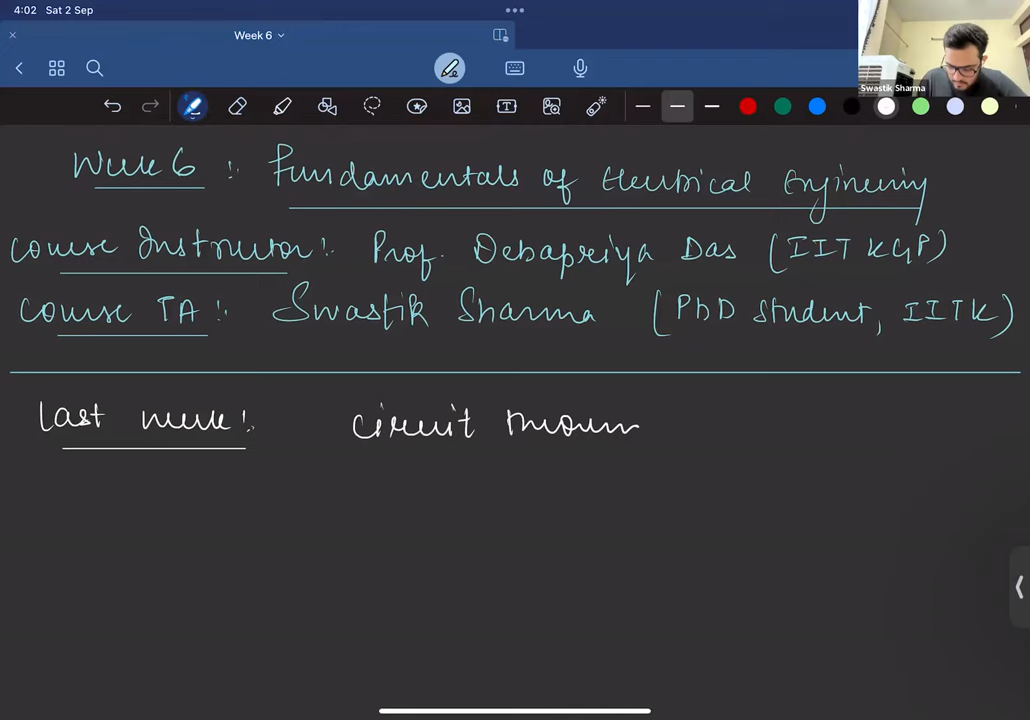 4:02 Sat 2 Sep
Week 6
Swastik Sharma
Week 6 : Fundamentals of Electrical Engineering
Course Instructor : Prof. Debapriya Das (IIT KGP)
Course TA : Swastik Sharma (PhD Student, IITK)
Last week : circuit